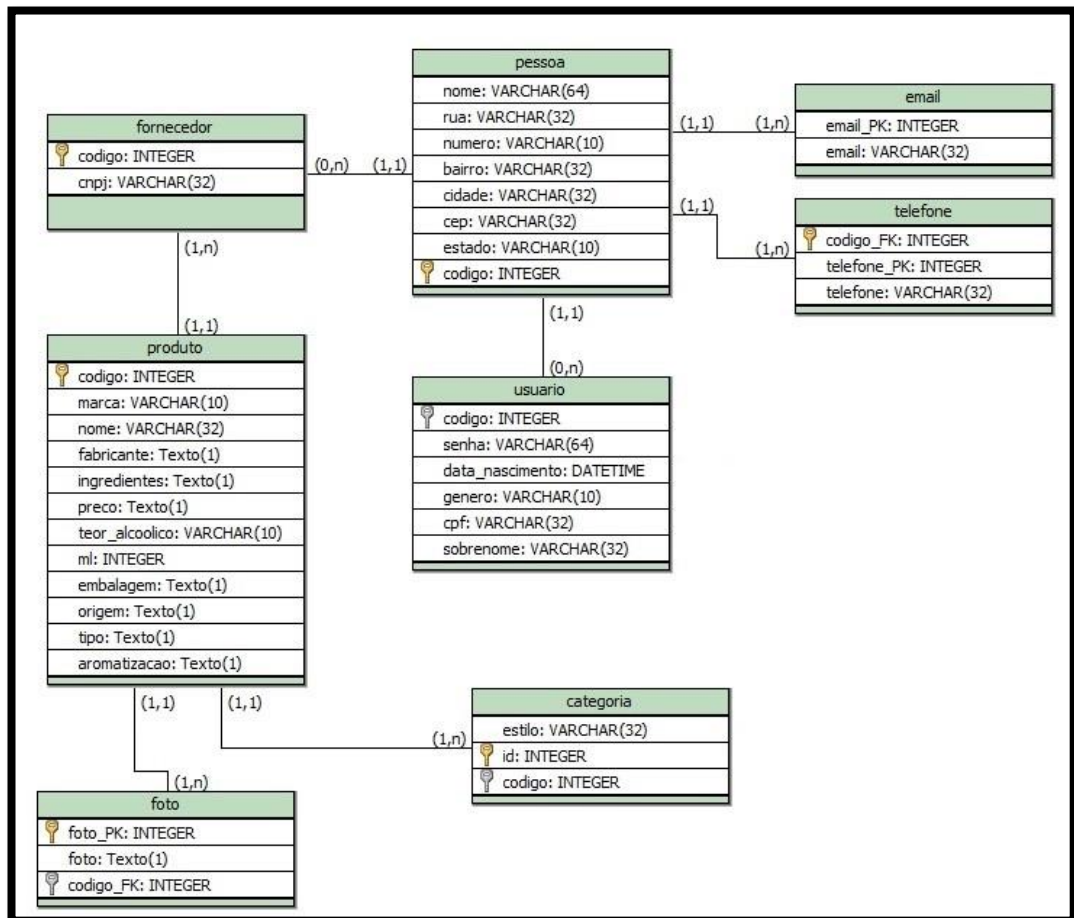 pessoa
nome: VARCHAR(64)
rua: VARCHAR(32)
numero: VARCHAR(10)
bairro: VARCHAR(32)
cidade: VARCHAR(32)
cep: VARCHAR(32)
estado: VARCHAR(10)
codigo: INTEGER
fornecedor
codigo: INTEGER
cnpj: VARCHAR(32)
(0,n)
(1,1)
(1,1)
(1,n)
email
email_PK: INTEGER
email: VARCHAR(32)
(1,1)
(1,n)
telefone
codigo_FK: INTEGER
telefone_PK: INTEGER
telefone: VARCHAR(32)
(1,n)
(1,1)
produto
codigo: INTEGER
marca: VARCHAR(10)
nome: VARCHAR(32)
fabricante: Texto(1)
ingredientes: Texto(1)
preco: Texto(1)
teor_alcoolico: VARCHAR(10)
ml: INTEGER
embalagem: Texto(1)
origem: Texto(1)
tipo: Texto(1)
aromatizacao: Texto(1)
(1,1)
(0,n)
usuario
codigo: INTEGER
senha: VARCHAR(64)
data_nascimento: DATETIME
genero: VARCHAR(10)
cpf: VARCHAR(32)
sobrenome: VARCHAR(32)
(1,1)
(1,1)
(1,n)
categoria
estilo: VARCHAR(32)
id: INTEGER
codigo: INTEGER
(1,n)
foto
foto_PK: INTEGER
foto: Texto(1)
codigo_FK: INTEGER